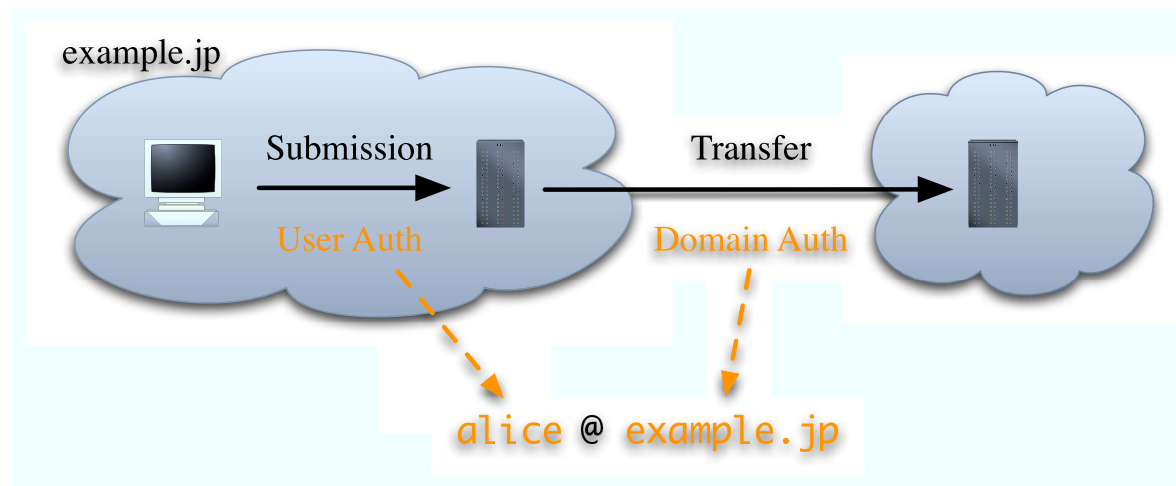 example.jp
Submission
Transfer
User Auth
Domain Auth
alice @ example.jp